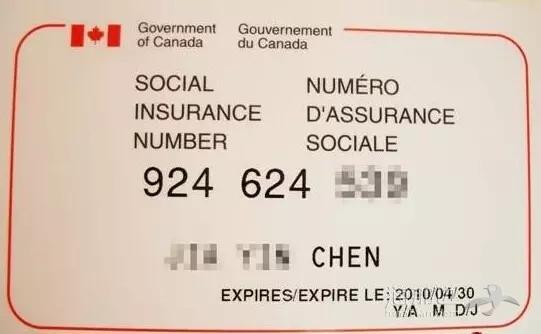 Government
of Canada
Gouvernement
du Canada
SOCIAL
INSURANCE
NUMBER
NUMÉRO
D'ASSURANCE
SOCIALE
924 624
CHEN
EXPIRES/EXPIRE LE: 2010/04/30
Y/A M D/J